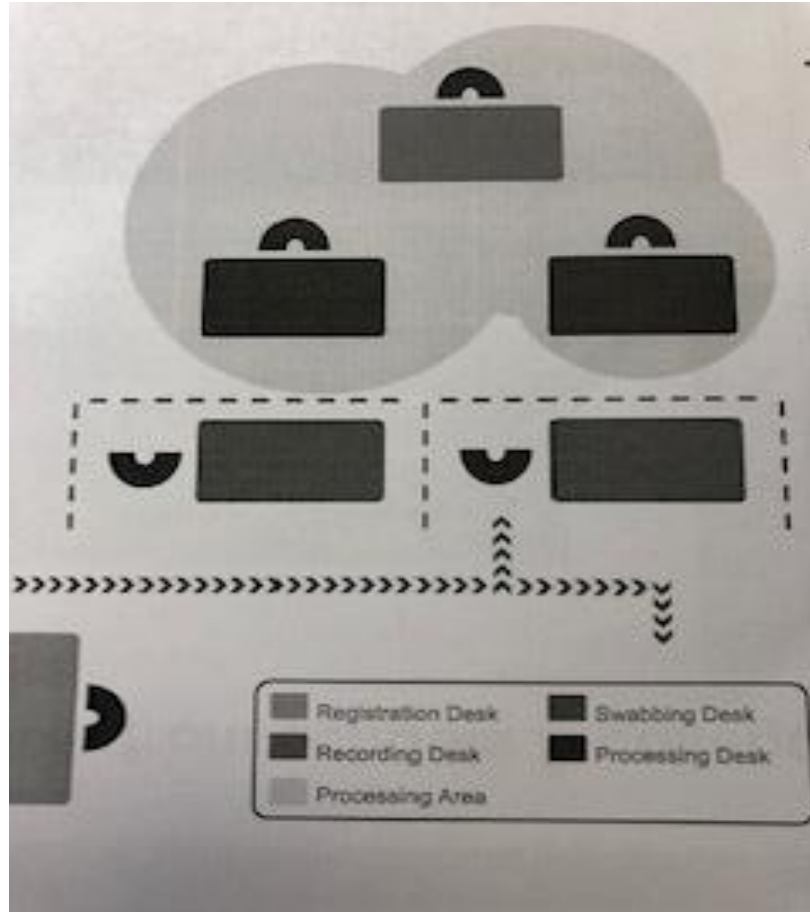 Registration Desk
Swabbing Desk
Recording Desk
Processing Desk
Processing Area